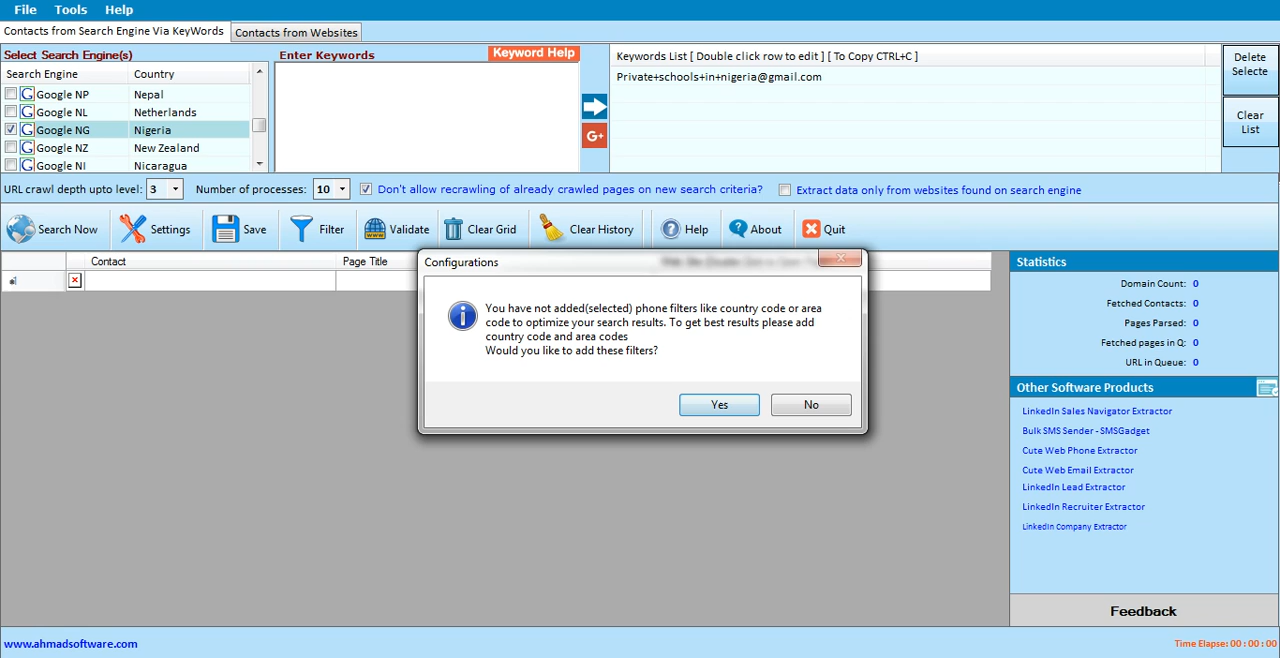 File Tools Help
Contacts from Search Engine Via KeyWords Contacts from Websites
Select Search Engine(s)
Search Engine Country
Google NP Nepal
Google NL Netherlands
Google NG Nigeria
Google NZ New Zealand
Google NI Nicaragua
Enter Keywords Keyword Help
G+
Keywords List [ Double click row to edit ] [ To Copy CTRL+C ]
Private+schools+in+nigeria@gmail.com
Delete
Selecte
Clear
List
URL crawl depth upto level: 3 Number of processes: 10 Don't allow recrawling of already crawled pages on new search criteria? Extract data only from websites found on search engine
Search Now Settings Save Filter Validate Clear Grid Clear History Help About Quit
Contact Page Title
Configurations
You have not added(selected) phone filters like country code or area
code to optimize your search results. To get best results please add
country code and area codes
Would you like to add these filters?
Yes No
Statistics
Domain Count: 0
Fetched Contacts: 0
Pages Parsed: 0
Fetched pages in Q: 0
URL in Queue: 0
Other Software Products
LinkedIn Sales Navigator Extractor
Bulk SMS Sender - SMSGadget
Cute Web Phone Extractor
Cute Web Email Extractor
LinkedIn Lead Extractor
LinkedIn Recruiter Extractor
LinkedIn Company Extractor
Feedback
www.ahmadsoftware.com Time Elapse: 00 : 00 : 00